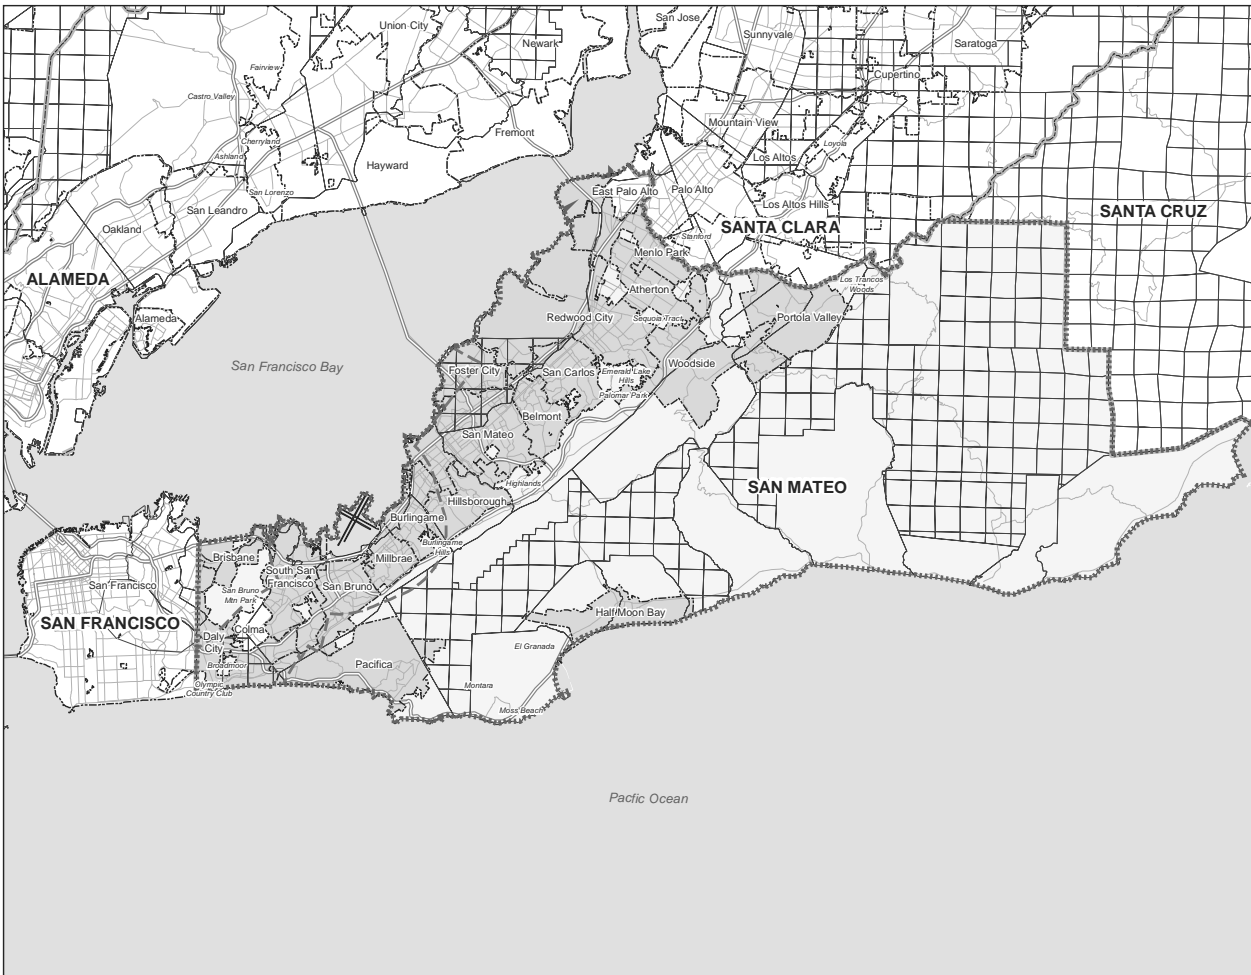 San Jose
Union City
Sunnyvale
Newark
Saratoga
Fairview
Cupertino
Castro Valley
Mountain View
Fremont
Cherryland
Loyola
Ashland
Los Altos
Hayward
San Lorenzo
East Palo Alto
Palo Alto
Los Altos Hills
San Leandro
SANTA CRUZ
Oakland
SANTA CLARA
Stanford
Menlo Park
ALAMEDA
Los Trancos
Woods
Atherton
Alameda
Redwood City
Sequoia Tract
Portola Valley
San Francisco Bay
Woodside
Foster City
San Carlos
Emerald Lake
Hills
Palomar Park
Belmont
San Mateo
Highlands
SAN MATEO
Hillsborough
Burlingame
Burlingame
Hills
Brisbane
Millbrae
South San
Francisco
San Francisco
San Bruno
San Bruno
Mtn Park
Half Moon Bay
SAN FRANCISCO
Colma
Daly
City
El Granada
Broadmoor
Pacifica
Olympic
Country Club
Montara
Moss Beach
Pacfic Ocean